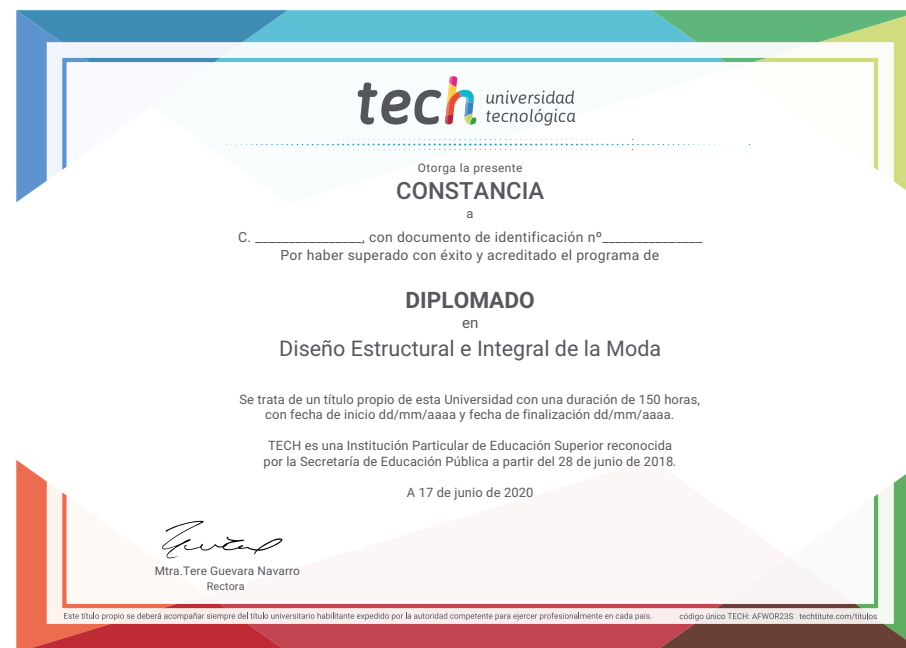 tech universidad
tecnológica
Otorga la presente
CONSTANCIA
a
C. ________________, con documento de identificación nº_______________
Por haber superado con éxito y acreditado el programa de
DIPLOMADO
en
Diseño Estructural e Integral de la Moda
Se trata de un título propio de esta Universidad con una duración de 150 horas,
con fecha de inicio dd/mm/aaaa y fecha de finalización dd/mm/aaaa.
TECH es una Institución Particular de Educación Superior reconocida
por la Secretaría de Educación Pública a partir del 28 de junio de 2018.
A 17 de junio de 2020
Mtra.Tere Guevara Navarro
Rectora
Este título propio se deberá acompañar siempre del título universitario habilitante expedido por la autoridad competente para ejercer profesionalmente en cada país. código único TECH: AFWOR23S techtitute.com/titulos